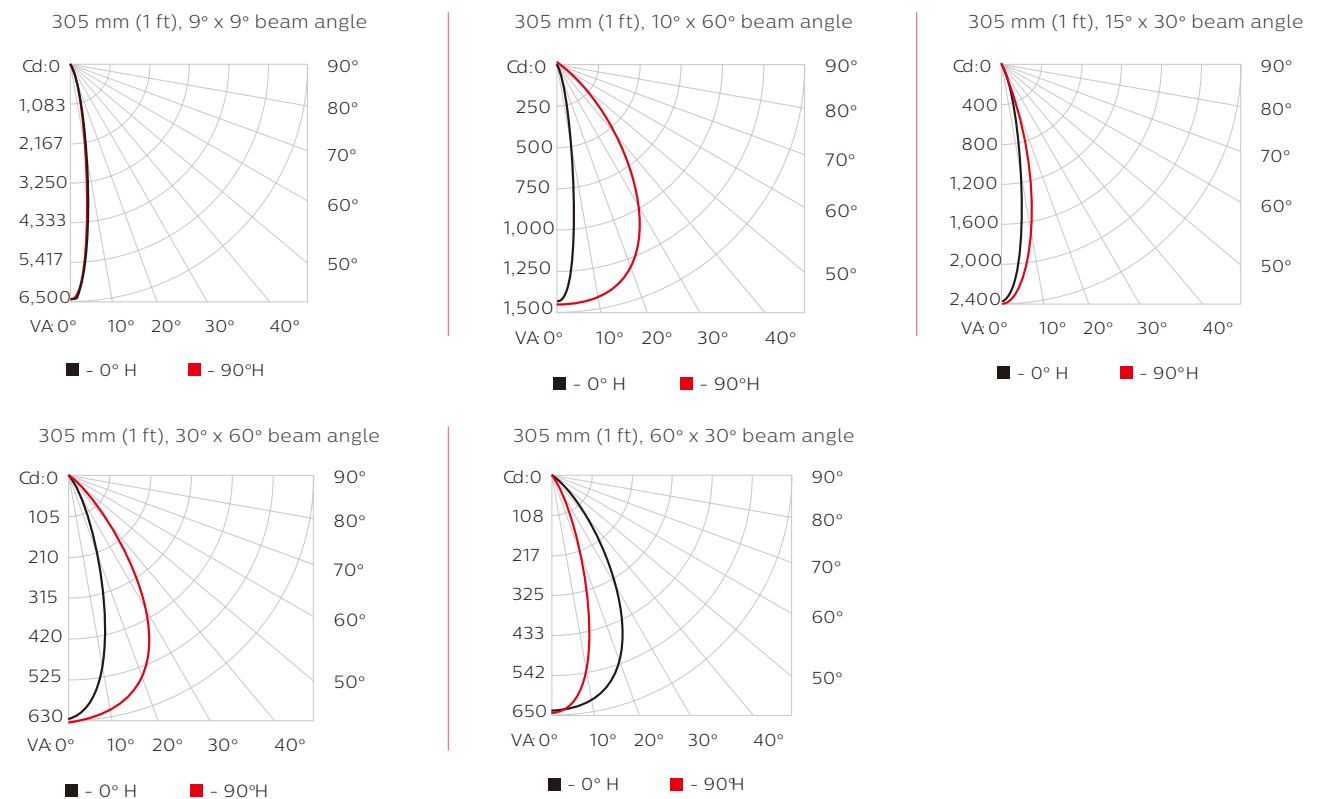 305 mm (1 ft), 9° x 9° beam angle
Cd:0
1,083
2,167
3,250
4,333
5,417
6,500
90°
80°
70°
60°
50°
VA: 0° 10° 20° 30° 40°
- 0° H - 90°H
305 mm (1 ft), 10° x 60° beam angle
Cd:0
250
500
750
1,000
1,250
1,500
90°
80°
70°
60°
50°
VA: 0° 10° 20° 30° 40°
- 0° H - 90°H
305 mm (1 ft), 15° x 30° beam angle
Cd:0
400
800
1,200
1,600
2,000
2,400
90°
80°
70°
60°
50°
VA: 0° 10° 20° 30° 40°
- 0° H - 90°H
305 mm (1 ft), 30° x 60° beam angle
Cd:0
105
210
315
420
525
630
90°
80°
70°
60°
50°
VA: 0° 10° 20° 30° 40°
- 0° H - 90°H
305 mm (1 ft), 60° x 30° beam angle
Cd:0
108
217
325
433
542
650
90°
80°
70°
60°
50°
VA: 0° 10° 20° 30° 40°
- 0° H - 90°H